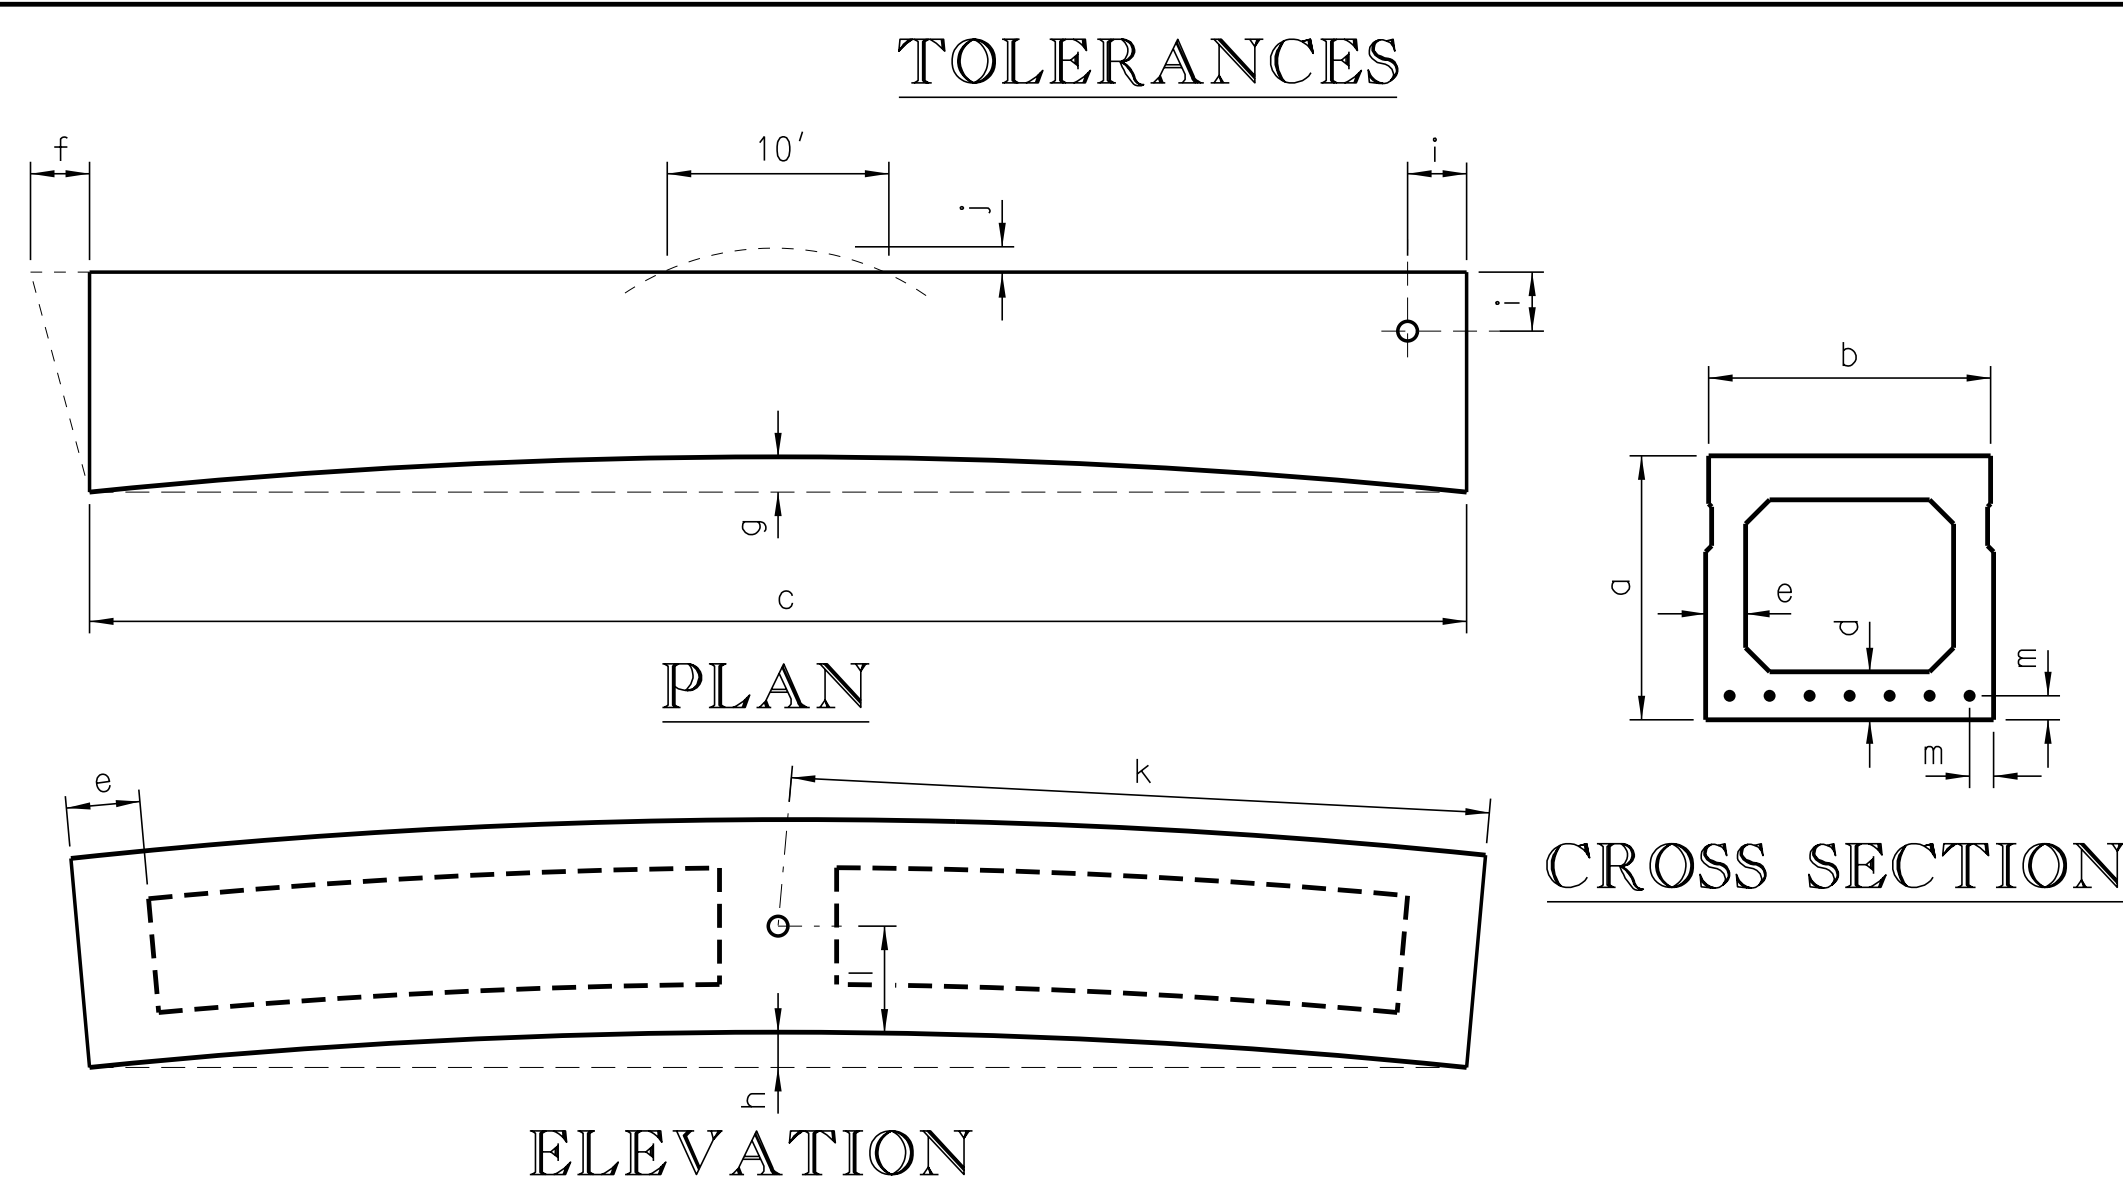 TOLERANCES
f
10'
i
j
i
g
c
PLAN
b
a
e
d
m
m
CROSS SECTION
e
k
l
h
ELEVATION